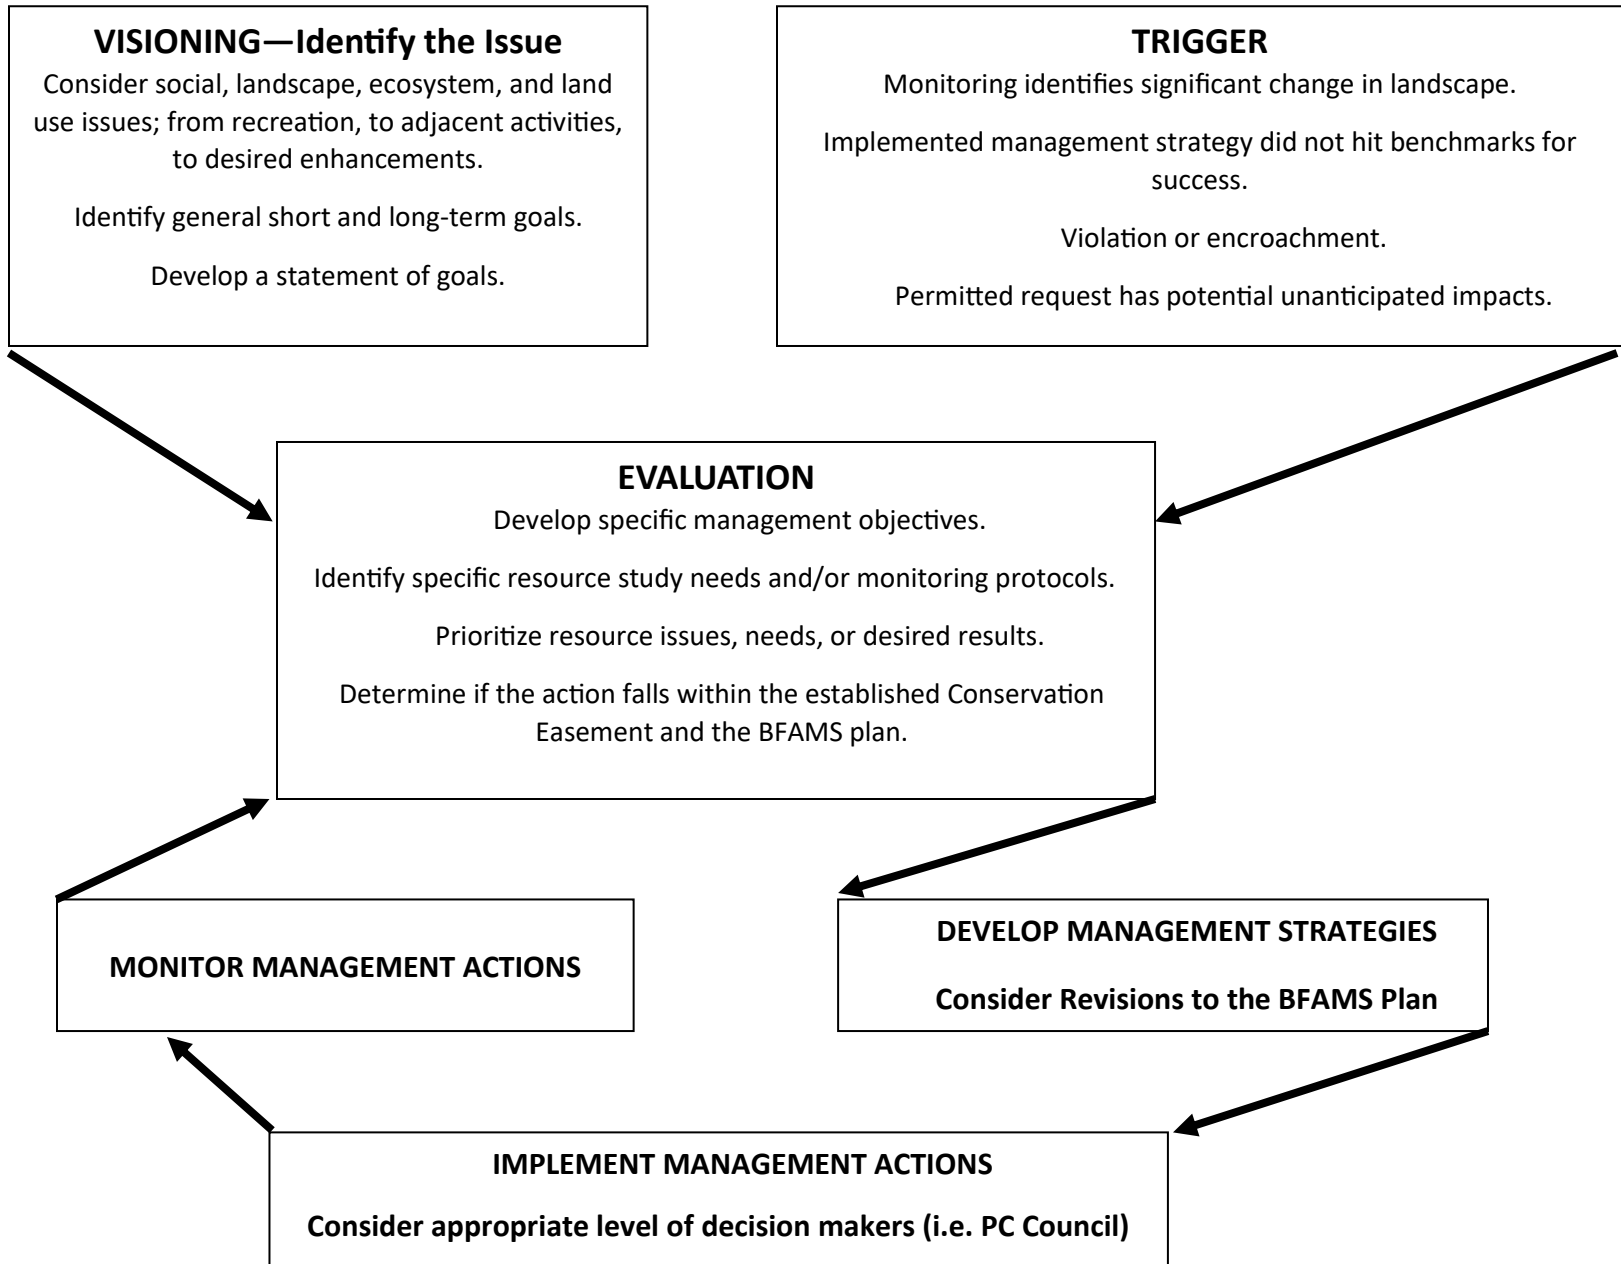 VISIONING—Identify the Issue
Consider social, landscape, ecosystem, and land
use issues; from recreation, to adjacent activities,
to desired enhancements.
Identify general short and long-term goals.
Develop a statement of goals.
TRIGGER
Monitoring identifies significant change in landscape.
Implemented management strategy did not hit benchmarks for
success.
Violation or encroachment.
Permitted request has potential unanticipated impacts.
EVALUATION
Develop specific management objectives.
Identify specific resource study needs and/or monitoring protocols.
Prioritize resource issues, needs, or desired results.
Determine if the action falls within the established Conservation
Easement and the BFAMS plan.
MONITOR MANAGEMENT ACTIONS
DEVELOP MANAGEMENT STRATEGIES
Consider Revisions to the BFAMS Plan
IMPLEMENT MANAGEMENT ACTIONS
Consider appropriate level of decision makers (i.e. PC Council)